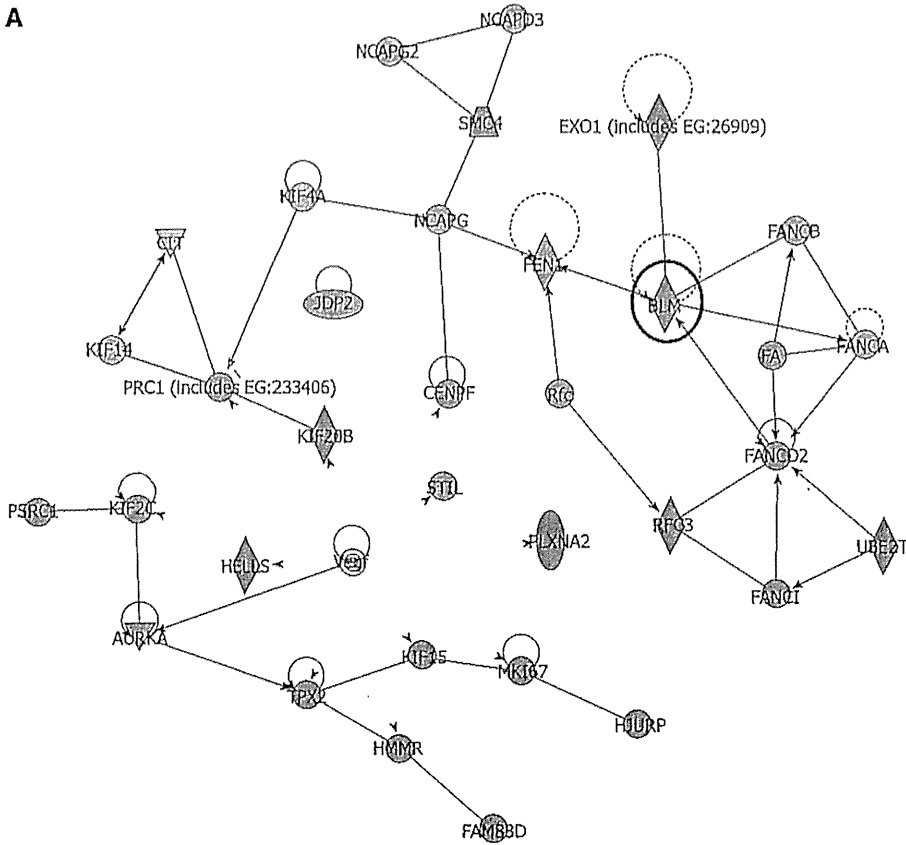 A
NCAPD3
NCAPG2
SMC4
EXO1 (includes EG:26909)
KIF4A
NCAPG
FANCB
CIT
FEN1
JDP2
BLM
KIF14
FA
FANCA
PRC1 (includes EG:233406)
CENPF
Rfc
KIF20B
FANCD2
STIL
PSRC1
KIF2C
RFC3
PLXNA2
UBE2T
HELLS
FANCI
AURKA
KIF15
MKI67
TPX2
HJURP
HMMR
FAM83D